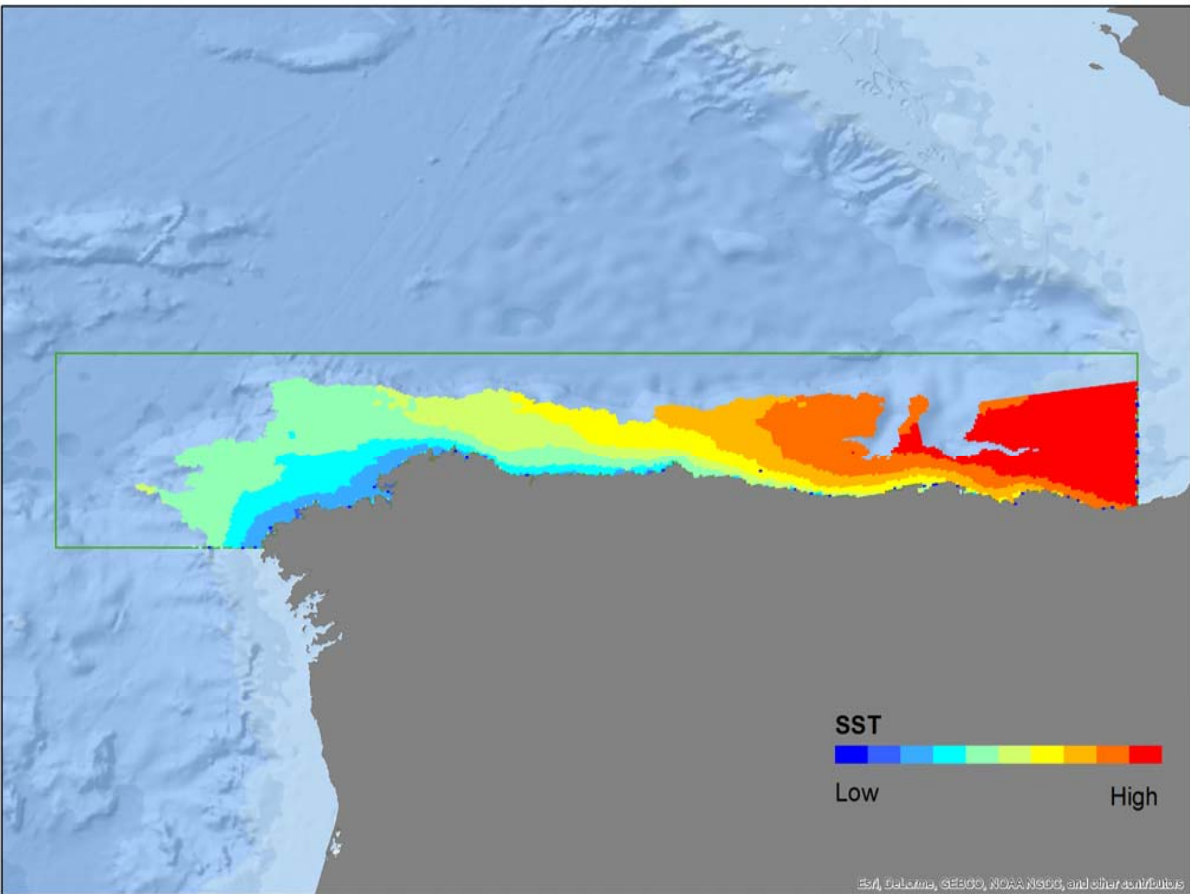 SST
Low High
Esri, DeLorme, GEBCO, NOAA NGDC, and other contributors